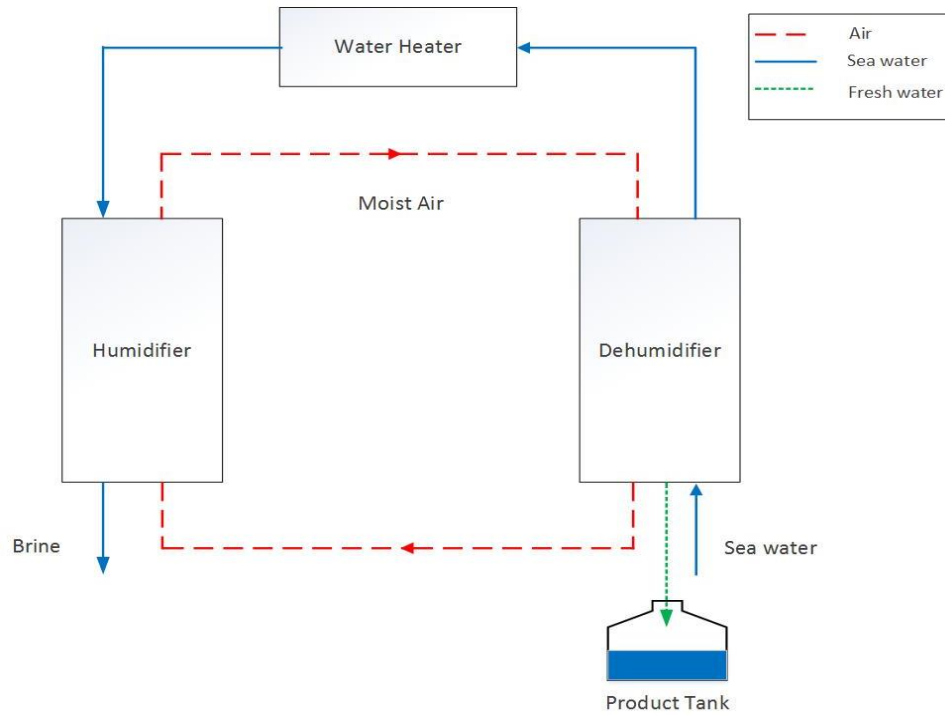 Water Heater
Air
Sea water
Fresh water
Moist Air
Humidifier
Dehumidifier
Brine
Sea water
Product Tank